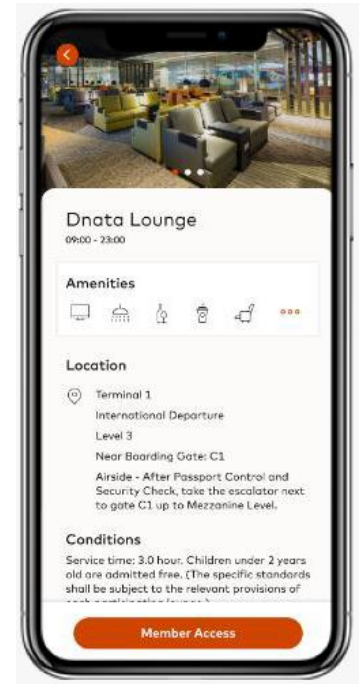 Dnata Lounge
09:00 - 23:00
Amenities
Location
Terminal 1
International Departure
Level 3
Near Boarding Gate: C1
Airside - After Passport Control and
Security Check, take the escalator next
to gate C1 up to Mezzanine Level.
Conditions
Service time: 3.0 hour. Children under 2 years
old are admitted free. (The specific standards
shall be subject to the relevant provisions of
each participating lounge.)
Member Access